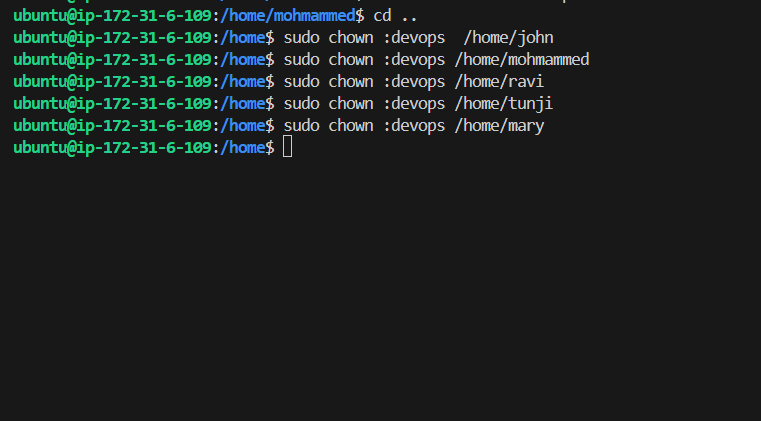 ubuntu@ip-172-31-6-109:/home/mohmammed$ cd ..
ubuntu@ip-172-31-6-109:/home$ sudo chown :devops  /home/john
ubuntu@ip-172-31-6-109:/home$ sudo chown :devops /home/mohmammed
ubuntu@ip-172-31-6-109:/home$ sudo chown :devops /home/ravi
ubuntu@ip-172-31-6-109:/home$ sudo chown :devops /home/tunji
ubuntu@ip-172-31-6-109:/home$ sudo chown :devops /home/mary
ubuntu@ip-172-31-6-109:/home$